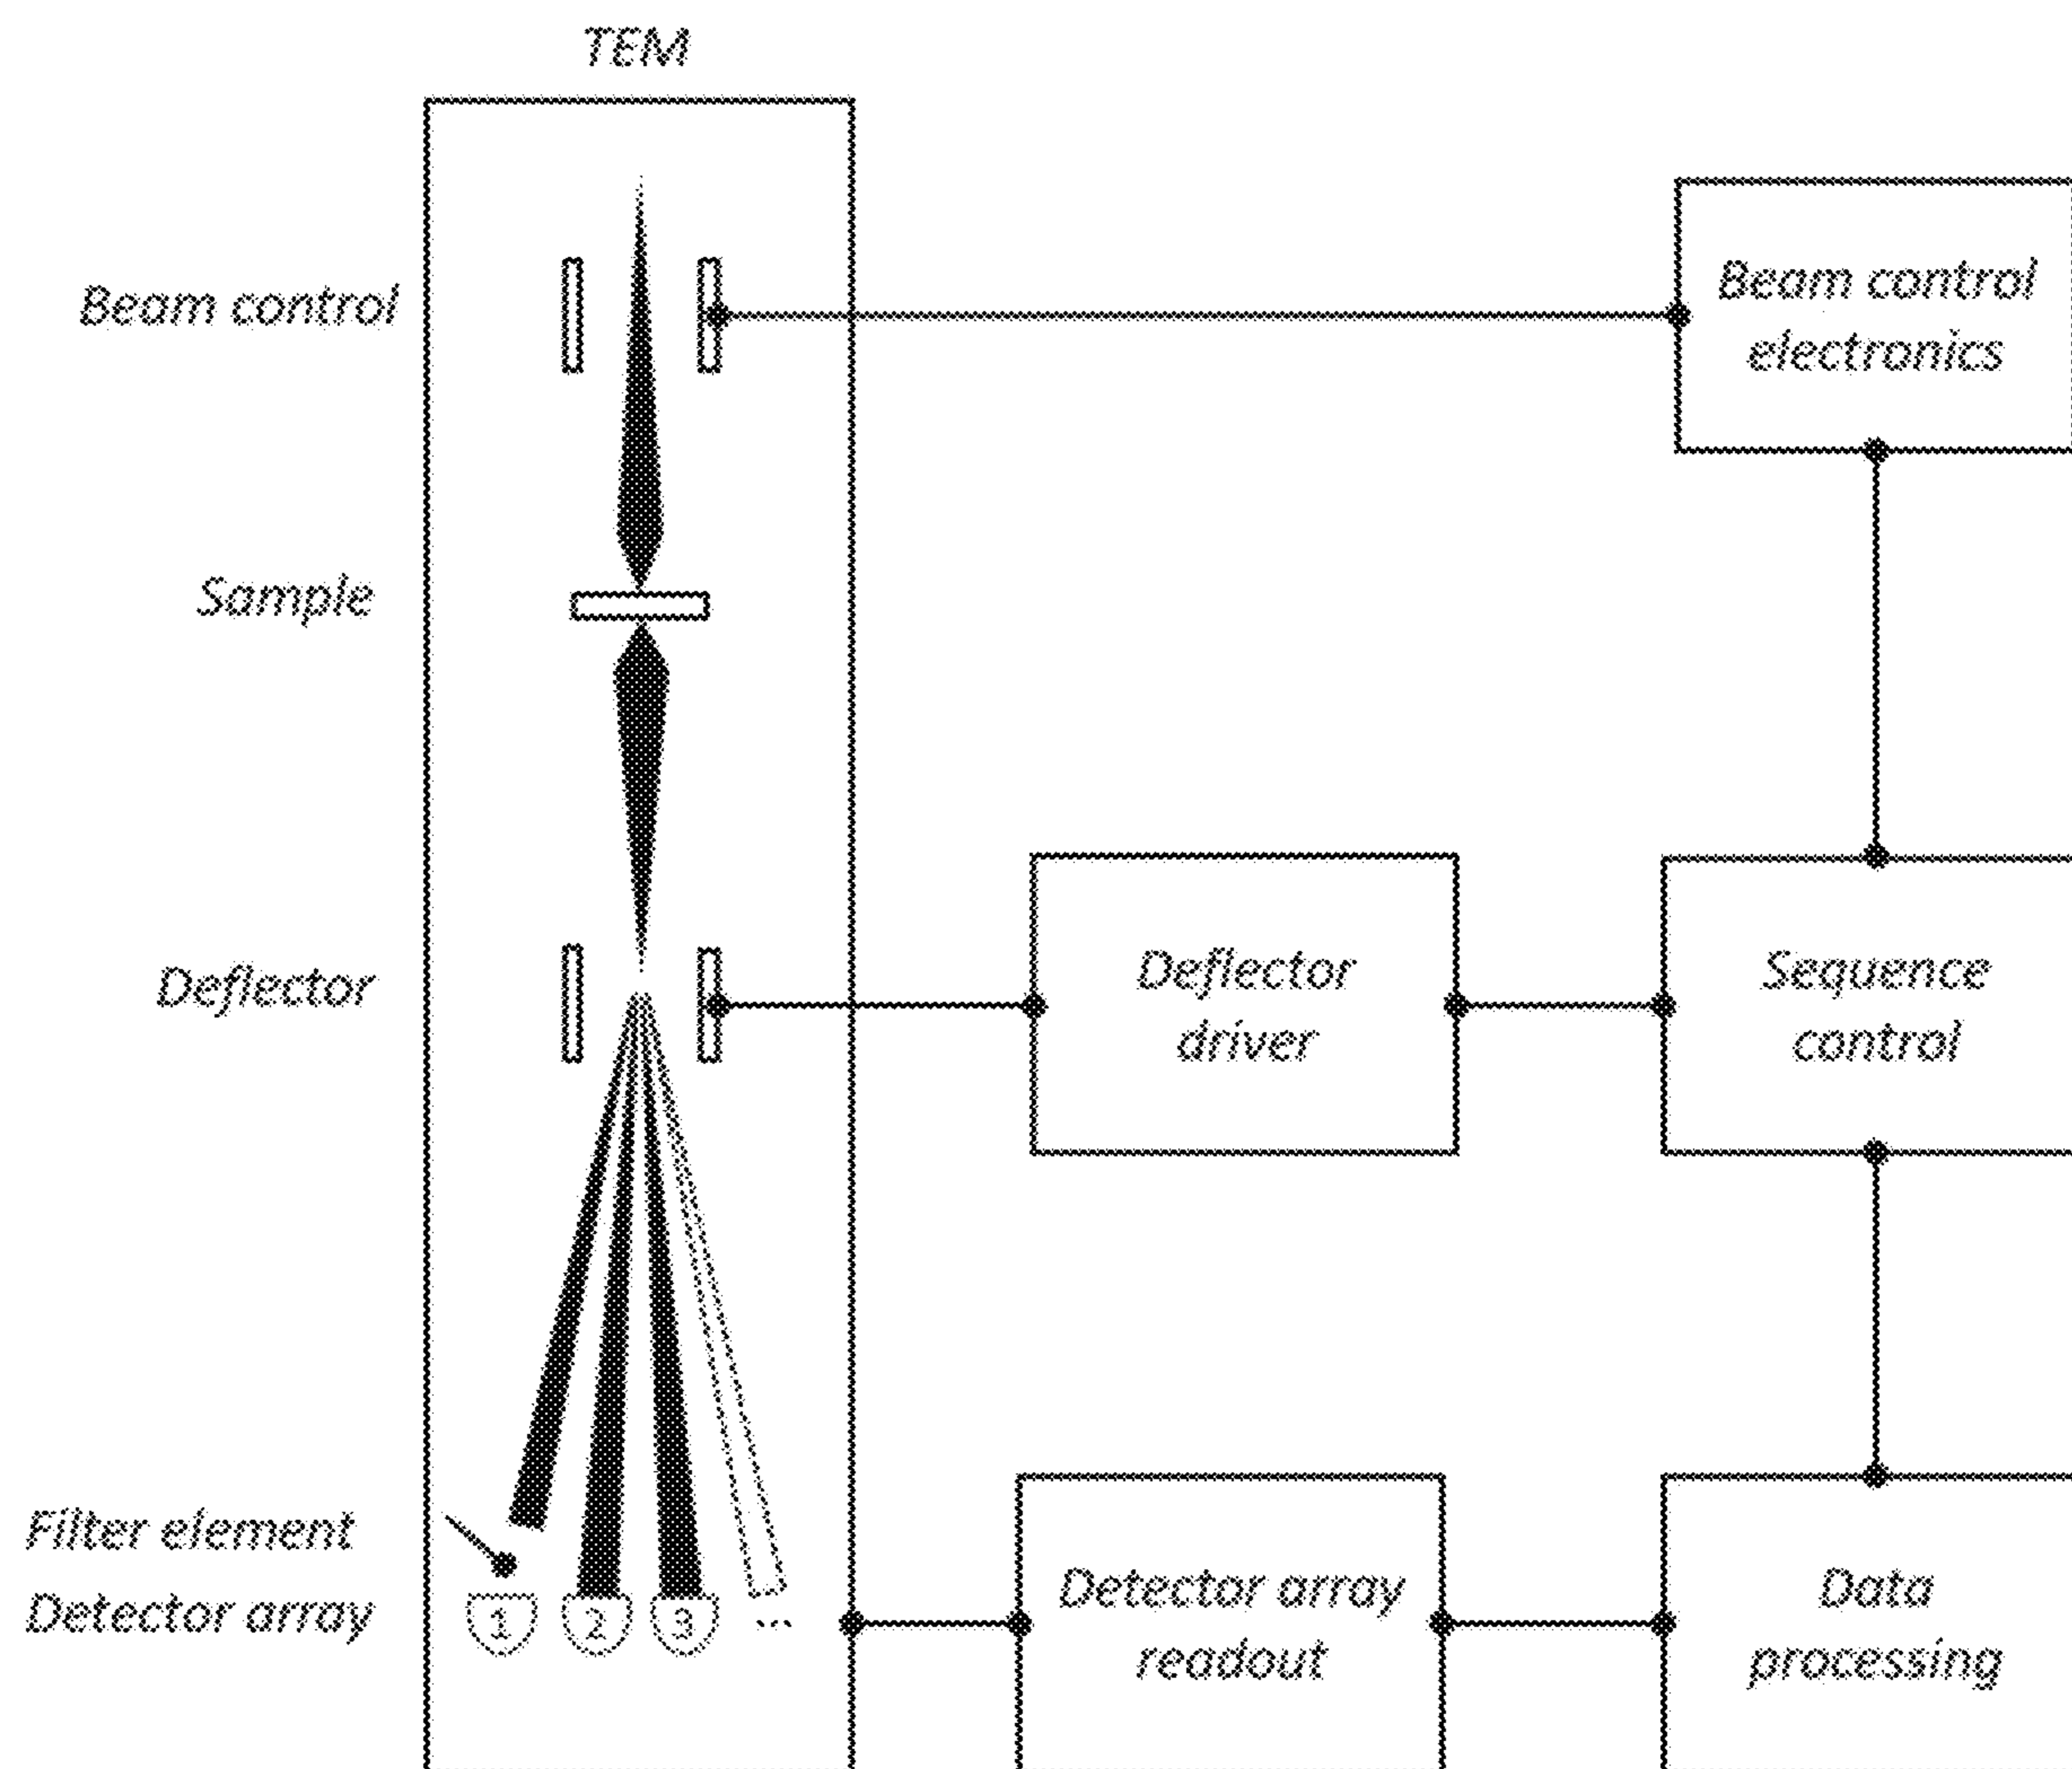 TEM
Beam control
Beam control
electronics
Sample
Deflector
Deflector
driver
Sequence
control
Filter element
Detector array
1 2 3 ...
Detector array
readout
Data
processing